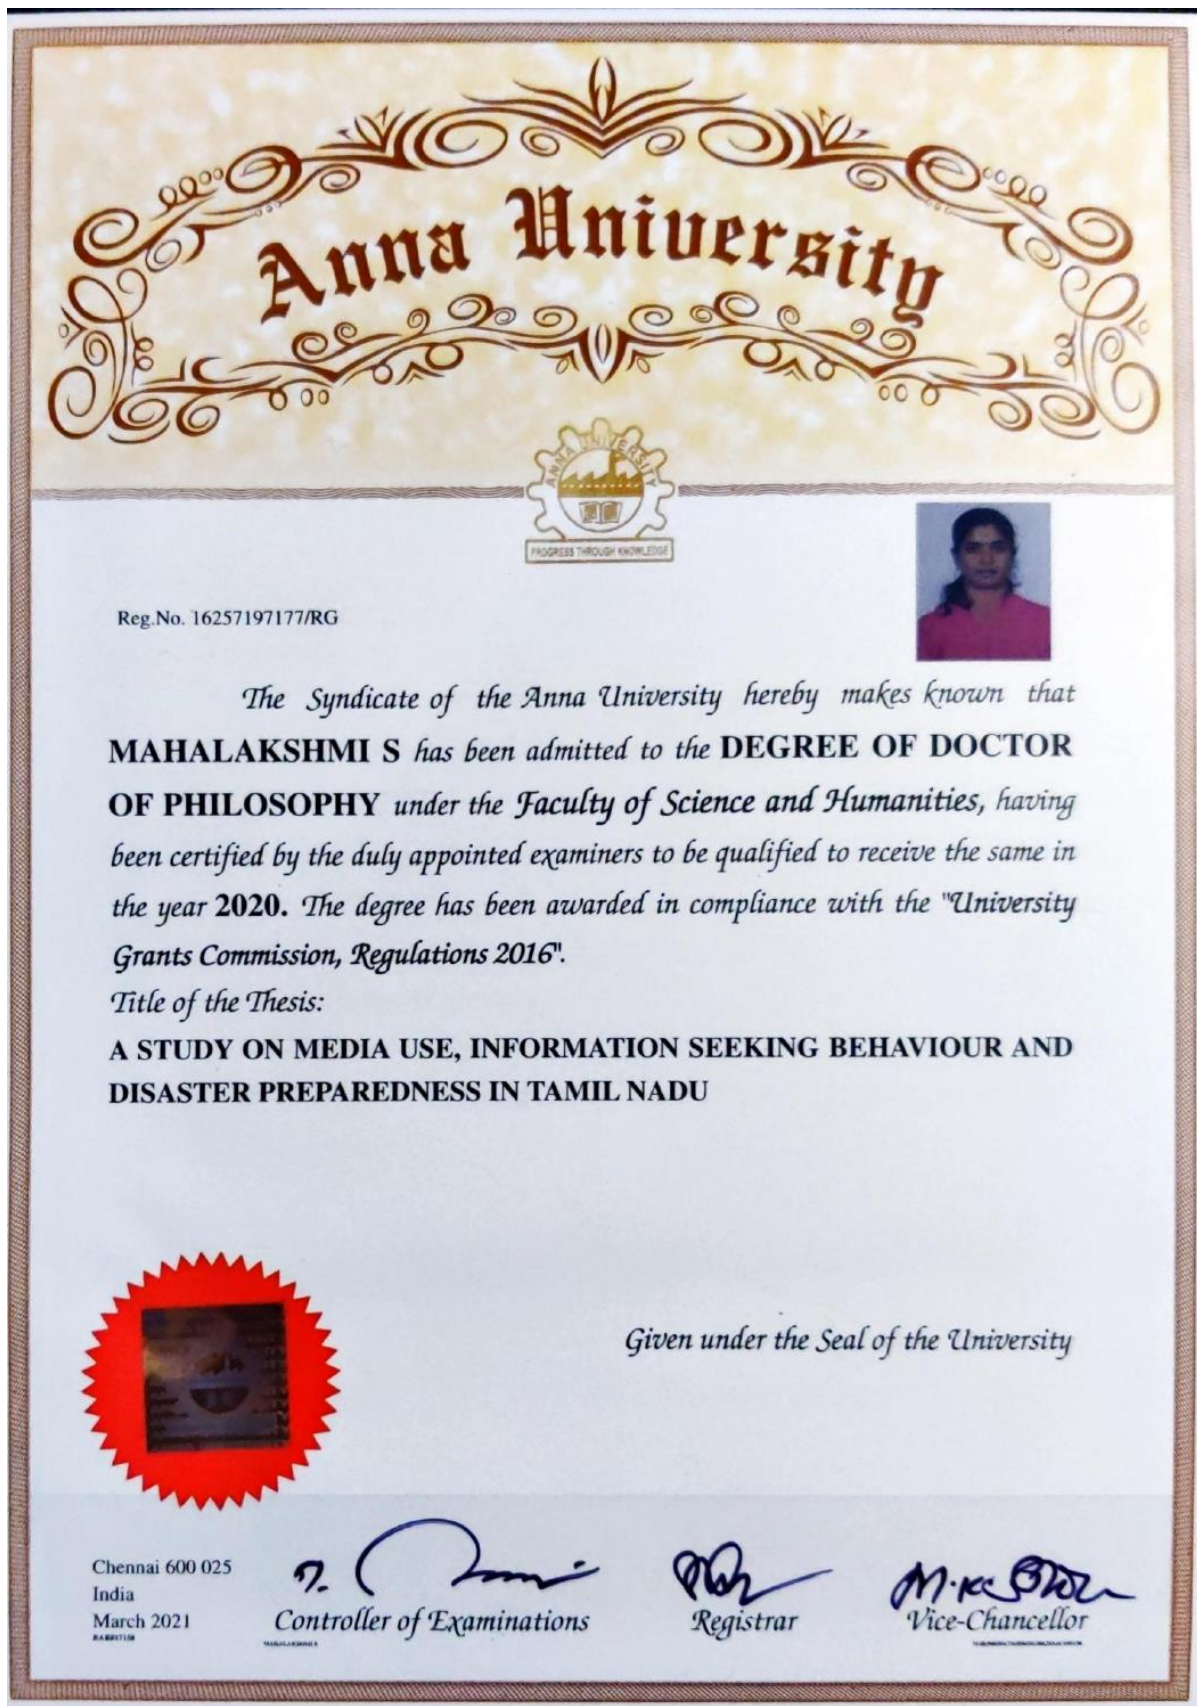 Anna University
ANNA UNIVERSITY
PROGRESS THROUGH KNOWLEDGE
Reg.No. 16257197177/RG
The Syndicate of the Anna University hereby makes known that
MAHALAKSHMI S has been admitted to the DEGREE OF DOCTOR
OF PHILOSOPHY under the Faculty of Science and Humanities, having
been certified by the duly appointed examiners to be qualified to receive the same in
the year 2020. The degree has been awarded in compliance with the "University
Grants Commission, Regulations 2016".
Title of the Thesis:
A STUDY ON MEDIA USE, INFORMATION SEEKING BEHAVIOUR AND
DISASTER PREPAREDNESS IN TAMIL NADU
Given under the Seal of the University
Chennai 600 025
India
March 2021
Controller of Examinations
Registrar
Vice-Chancellor